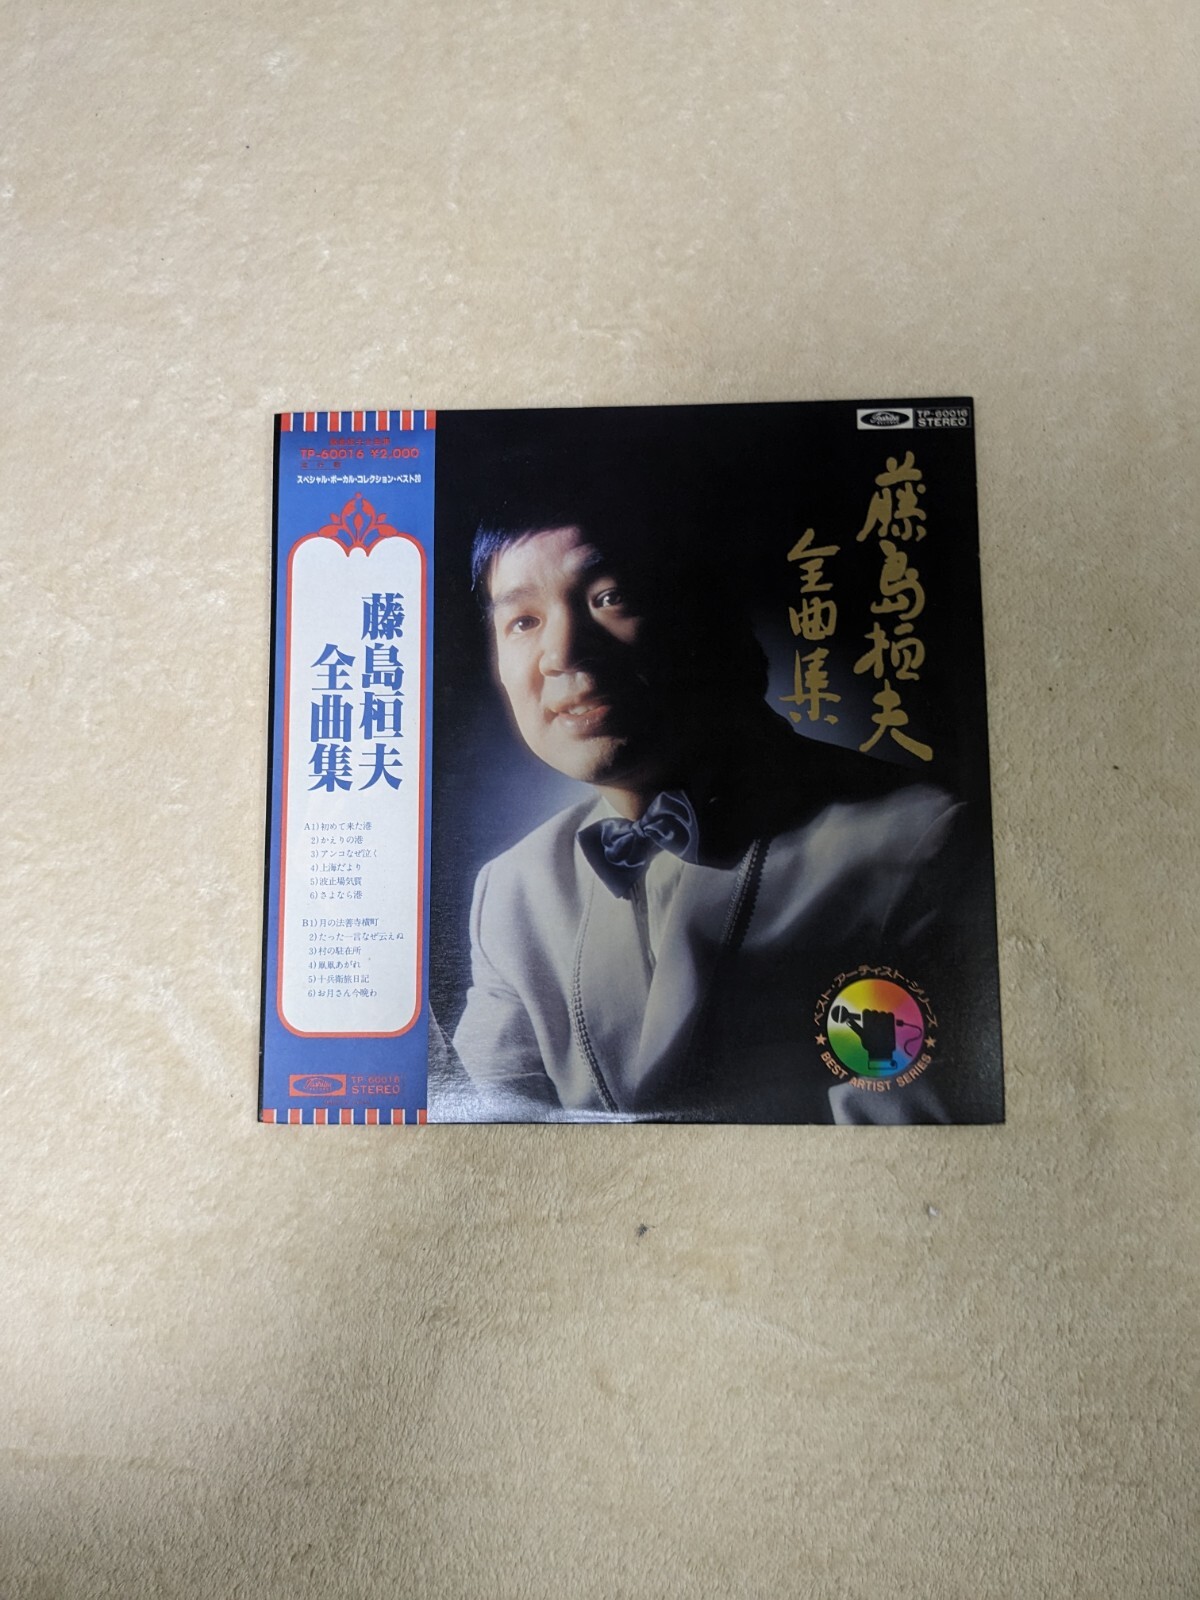 TP-60016 ¥2,000
スペシャル・ボーカル・コレクション・ベスト20
藤島桓夫
全曲集
A1)初めて来た港
2)かえりの港
3)アンコなぜ泣く
4)上海だより
5)波止場気質
6)さよなら港
B1)月の法善寺横町
2)たった一言なぜ云えぬ
3)村の駐在所
4)凧凧あがれ
5)十兵衛旅日記
6)お月さん今晩わ
Toshiba
TP-60016
STEREO
Toshiba
TP-60016
STEREO
藤島桓夫
全曲集
ベスト・アーティスト・シリーズ
★ BEST ARTIST SERIES ★